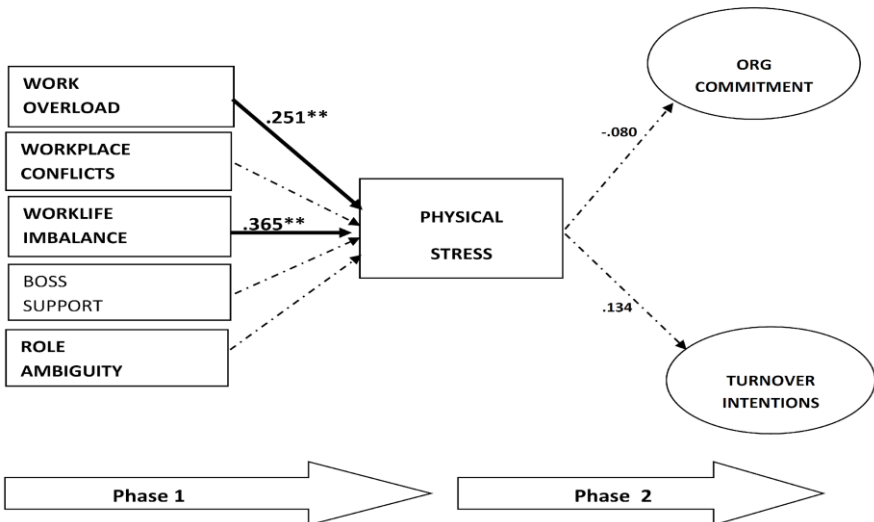 WORK
OVERLOAD
WORKPLACE
CONFLICTS
WORKLIFE
IMBALANCE
BOSS
SUPPORT
ROLE
AMBIGUITY
.251**
.365**
PHYSICAL
STRESS
-.080
.134
ORG
COMMITMENT
TURNOVER
INTENTIONS
Phase 1
Phase 2